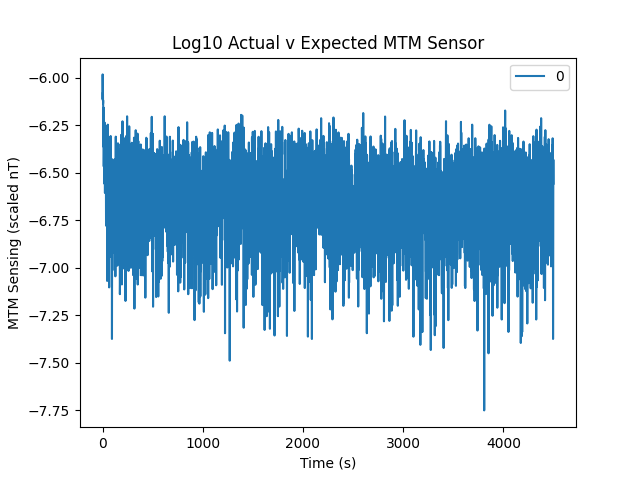 Log10 Actual v Expected MTM Sensor
0
−6.00
−6.25
−6.50
−6.75
−7.00
−7.25
−7.50
−7.75
MTM Sensing (scaled nT)
0 1000 2000 3000 4000
Time (s)